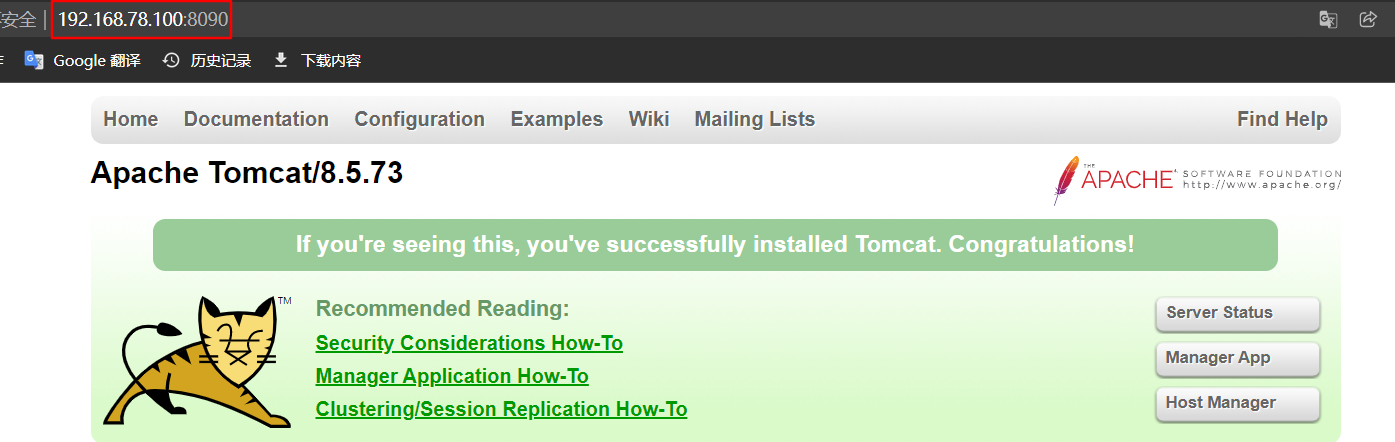 安全 | 192.168.78.100:8090
Google 翻译 历史记录 下载内容
Home Documentation Configuration Examples Wiki Mailing Lists Find Help
Apache Tomcat/8.5.73
THE APACHE SOFTWARE FOUNDATION
http://www.apache.org/
If you're seeing this, you've successfully installed Tomcat. Congratulations!
TM
Recommended Reading:
Security Considerations How-To
Manager Application How-To
Clustering/Session Replication How-To
Server Status
Manager App
Host Manager